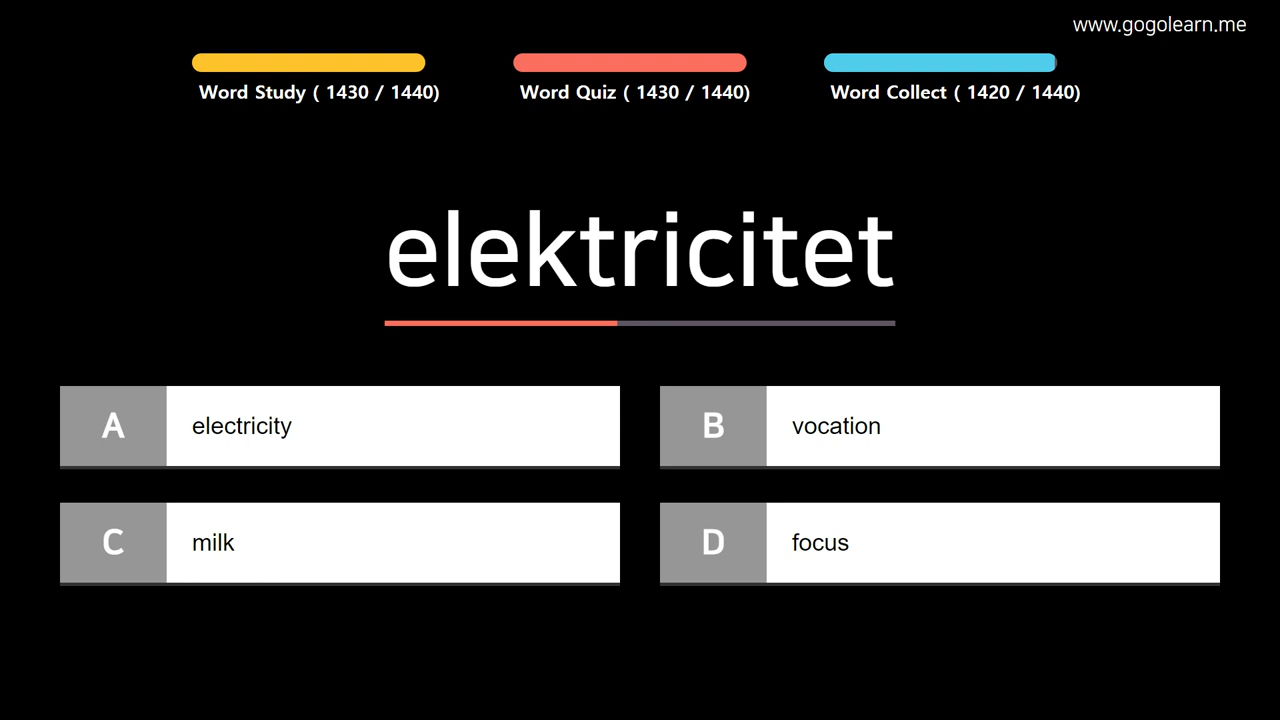 www.gogolearn.me
Word Study ( 1430 / 1440)
Word Quiz ( 1430 / 1440)
Word Collect ( 1420 / 1440)
elektricitet
A electricity
B vocation
C milk
D focus